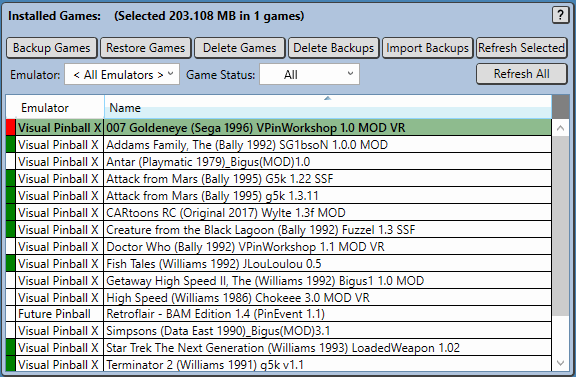 Installed Games: (Selected 203.108 MB in 1 games) ?
Backup Games Restore Games Delete Games Delete Backups Import Backups Refresh Selected
Emulator: < All Emulators > Game Status: All Refresh All
Emulator Name
Visual Pinball X 007 Goldeneye (Sega 1996) VPinWorkshop 1.0 MOD VR
Visual Pinball X Addams Family, The (Bally 1992) SG1bsoN 1.0.0 MOD
Visual Pinball X Antar (Playmatic 1979)_Bigus(MOD)1.0
Visual Pinball X Attack from Mars (Bally 1995) G5k 1.22 SSF
Visual Pinball X Attack from Mars (Bally 1995) g5k 1.3.11
Visual Pinball X CARtoons RC (Original 2017) Wylte 1.3f MOD
Visual Pinball X Creature from the Black Lagoon (Bally 1992) Fuzzel 1.3 SSF
Visual Pinball X Doctor Who (Bally 1992) VPinWorkshop 1.1 MOD VR
Visual Pinball X Fish Tales (Williams 1992) JLouLoulou 0.5
Visual Pinball X Getaway High Speed II, The (Williams 1992) Bigus1 1.0 MOD
Visual Pinball X High Speed (Williams 1986) Chokeee 3.0 MOD VR
Future Pinball Retroflair - BAM Edition 1.4 (PinEvent 1.1)
Visual Pinball X Simpsons (Data East 1990)_Bigus(MOD)3.1
Visual Pinball X Star Trek The Next Generation (Williams 1993) LoadedWeapon 1.02
Visual Pinball X Terminator 2 (Williams 1991) g5k v1.1